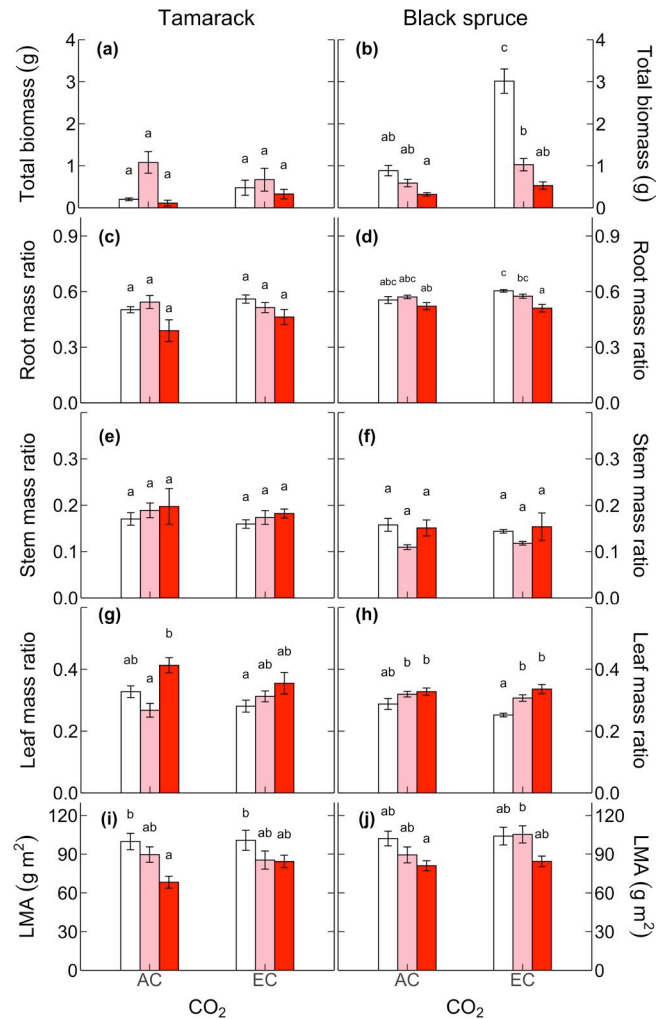 Tamarack Black spruce
(a) (b)
Total biomass (g) Total biomass (g)
4 4
3 3
2 2
1 1
0 0
a a a a a a
ab ab a c b ab
(c) (d)
Root mass ratio Root mass ratio
0.9 0.9
0.6 0.6
0.3 0.3
0.0 0.0
a a a a a a
abc abc ab c bc a
(e) (f)
Stem mass ratio Stem mass ratio
0.3 0.3
0.2 0.2
0.1 0.1
0.0 0.0
a a a a a a
a a a a a a
(g) (h)
Leaf mass ratio Leaf mass ratio
0.4 0.4
0.2 0.2
0.0 0.0
ab a b a ab ab
ab b b a b b
(i) (j)
LMA (g m²) LMA (g m²)
120 120
90 90
60 60
30 30
0 0
b ab a b ab ab
ab ab a ab b ab
AC EC AC EC
CO₂ CO₂